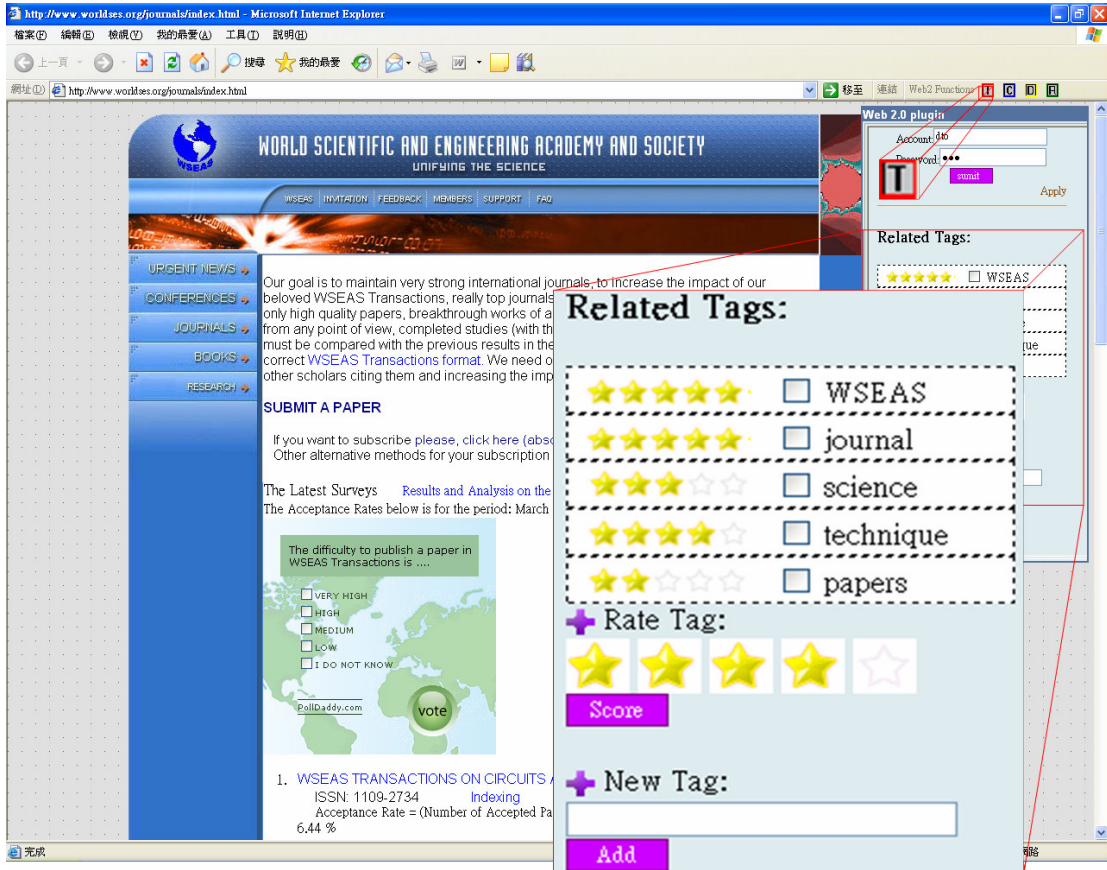 http://www.worldses.org/journals/index.html - Microsoft Internet Explorer
檔案(F) 編輯(E) 檢視(V) 我的最愛(A) 工具(T) 說明(H)
上一頁 搜尋 我的最愛
網址(D) http://www.worldses.org/journals/index.html 移至 連結 Web2 Functions T C D R
Web 2.0 plugin
Account: dto
Password: •••
sumit
Apply
T
WSEAS
WORLD SCIENTIFIC AND ENGINEERING ACADEMY AND SOCIETY
UNIFYING THE SCIENCE
WSEAS INVITATION FEEDBACK MEMBERS SUPPORT FAQ
URGENT NEWS
CONFERENCES
JOURNALS
BOOKS
RESEARCH
Our goal is to maintain very strong international journals, to increase the impact of our
beloved WSEAS Transactions, really top journals
only high quality papers, breakthrough works of a
from any point of view, completed studies (with th
must be compared with the previous results in the
correct WSEAS Transactions format. We need o
other scholars citing them and increasing the imp
SUBMIT A PAPER
If you want to subscribe please, click here (abso
Other alternative methods for your subscription
The Latest Surveys Results and Analysis on the
The Acceptance Rates below is for the period: March
The difficulty to publish a paper in
WSEAS Transactions is ....
VERY HIGH
HIGH
MEDIUM
LOW
I DO NOT KNOW
PollDaddy.com
vote
1. WSEAS TRANSACTIONS ON CIRCUITS A
ISSN: 1109-2734 Indexing
Acceptance Rate = (Number of Accepted Pa
6.44 %
Related Tags:
WSEAS
Related Tags:
WSEAS
journal
science
technique
papers
Rate Tag:
Score
New Tag:
Add
完成